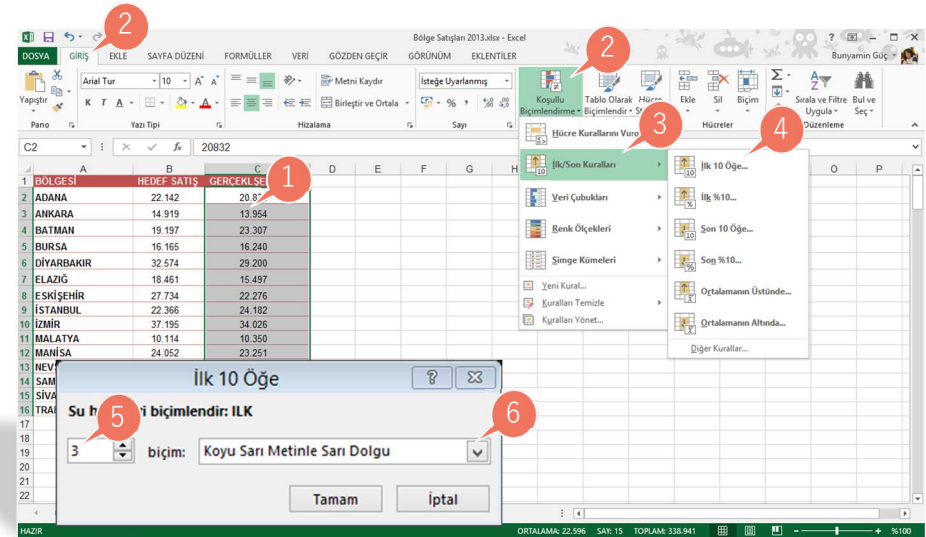 2
Bölge Satışları 2013.xlsx - Excel
DOSYA GİRİŞ EKLE SAYFA DÜZENİ FORMÜLLER VERİ GÖZDEN GEÇİR GÖRÜNÜM EKLENTİLER Bunyamin Güç
2
Yapıştır
Arial Tur 10
K T A
Metni Kaydır
Birleştir ve Ortala
İsteğe Uyarlanmış
Koşullu Biçimlendirme
Tablo Olarak Biçimlendir
Hücre
Ekle
Sil
Biçim
Sırala ve Filtre Uygula
Bul ve Seç
Pano Yazı Tipi Hizalama Sayı Hücreler Düzenleme
C2 fx 20832
A B C D E F G H O P
1 BÖLGESİ HEDEF SATIŞ
2 ADANA 22.142
3 ANKARA 14.919 13.954
4 BATMAN 19.197 23.307
5 BURSA 16.165 16.240
6 DİYARBAKIR 32.574 29.200
7 ELAZIĞ 18.461 15.497
8 ESKİŞEHİR 27.734 22.276
9 İSTANBUL 22.366 24.182
10 İZMİR 37.195 34.026
11 MALATYA 10.114 10.350
12 MANİSA 24.052 23.251
13
14
15
16
17
18
19
20
21
22
1
Hücre Kurallarını
İlk/Son Kuralları
Veri Çubukları
Renk Ölçekleri
Simge Kümeleri
Yeni Kural...
Kuralları Temizle
Kuralları Yönet...
3
4
İlk 10 Öğe...
İlk %10...
Son 10 Öğe...
Son %10...
Ortalamanın Üstünde...
Ortalamanın Altında...
Diğer Kurallar...
İlk 10 Öğe
biçimlendir: ILK
5
6
3 biçim: Koyu Sarı Metinle Sarı Dolgu
Tamam İptal
HAZIR ORTALAMA: 22.596 SAY: 15 TOPLAM: 338.941 %100